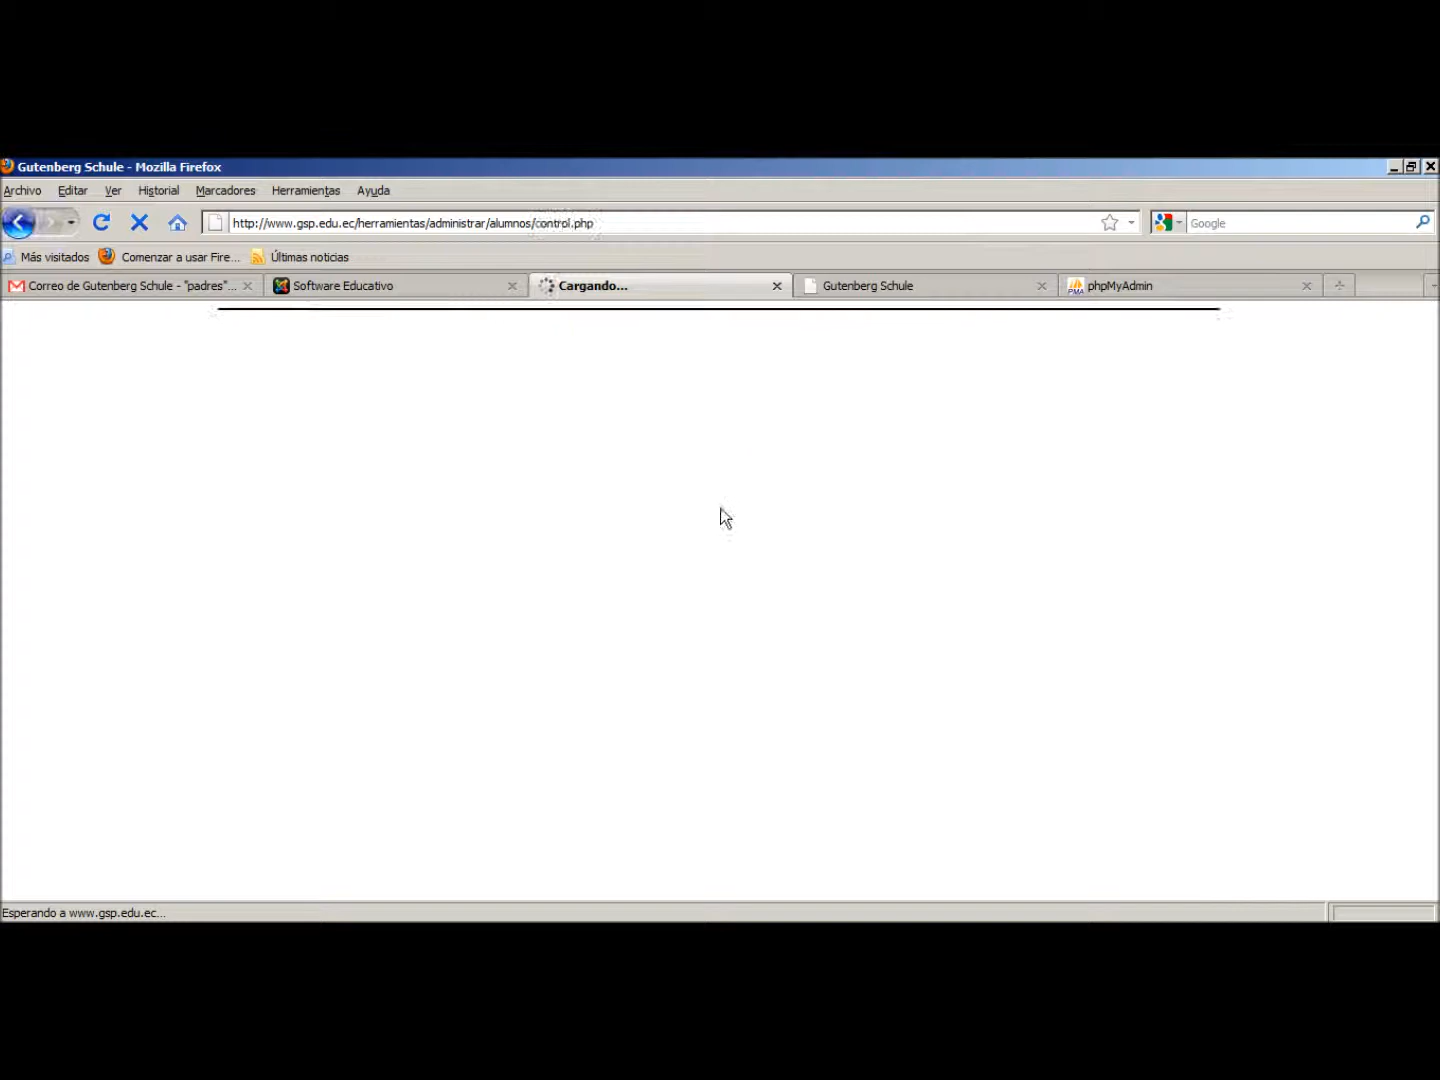 Gutenberg Schule - Mozilla Firefox
Archivo Editar Ver Historial Marcadores Herramientas Ayuda
http://www.gsp.edu.ec/herramientas/administrar/alumnos/control.php Google
Más visitados Comenzar a usar Fire... Últimas noticias
Correo de Gutenberg Schule - "padres"... Software Educativo Cargando... Gutenberg Schule PMA phpMyAdmin
Esperando a www.gsp.edu.ec...